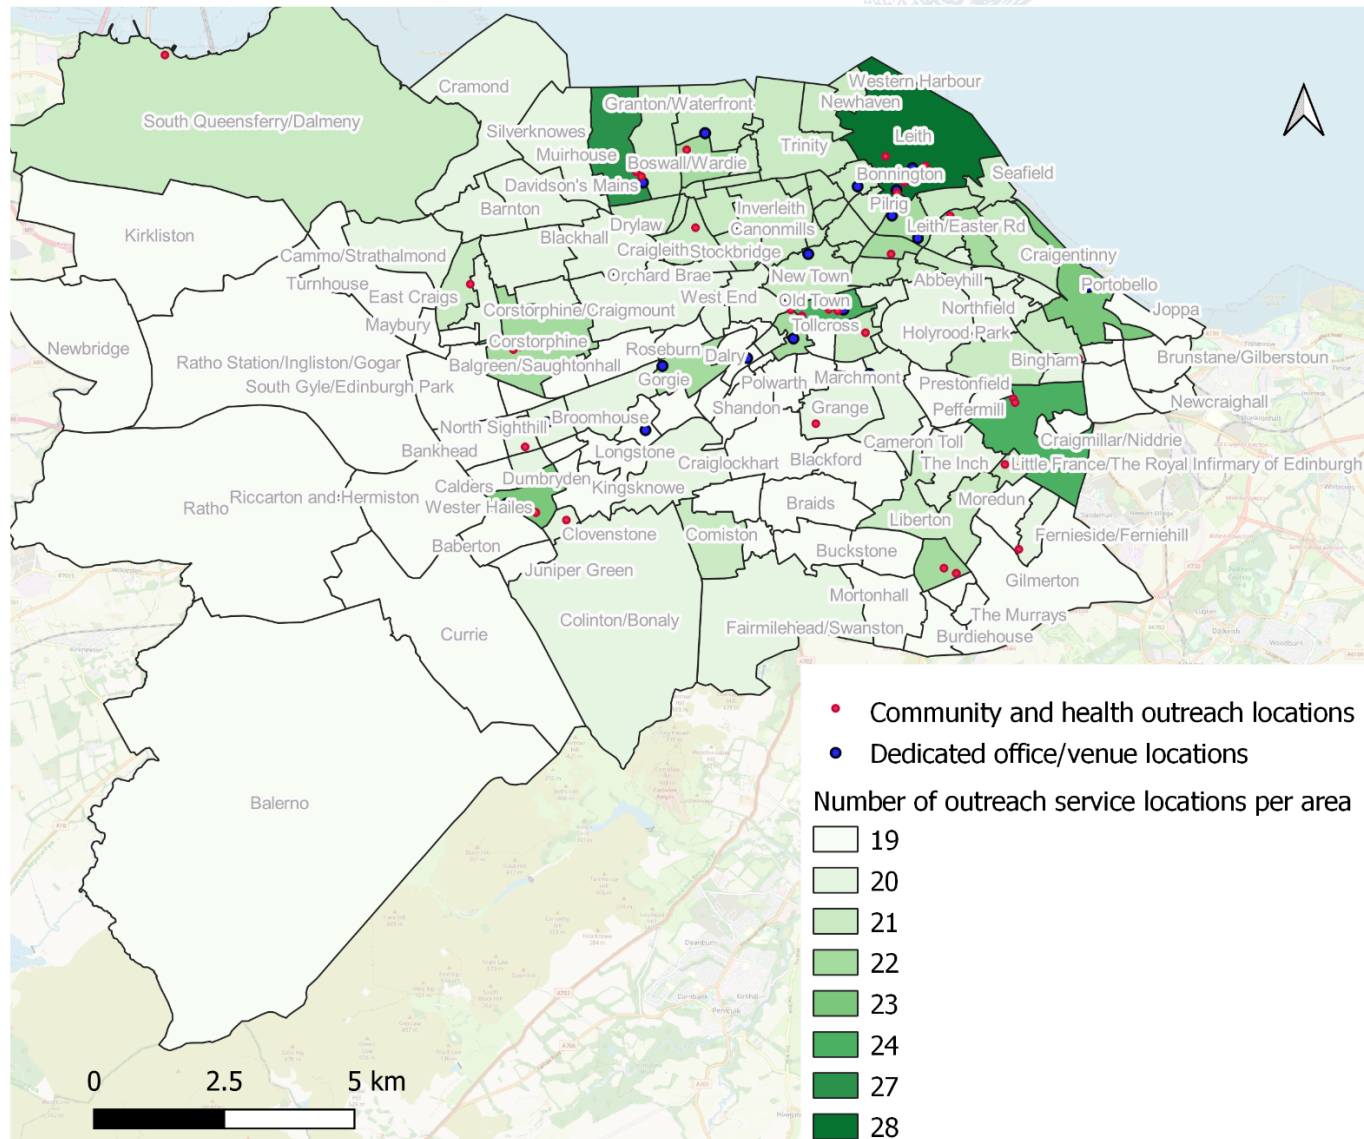 Western Harbour
Cramond
Granton/Waterfront
Newhaven
South Queensferry/Dalmeny
Silverknowes
Leith
Muirhouse
Trinity
Boswall/Wardie
Bonnington
Seafield
Davidson's Mains
Pilrig
Barnton
Inverleith
Kirkliston
Drylaw
Canonmills
Leith/Easter Rd
Blackhall
Craigleith
Stockbridge
Craigentinny
Cammo/Strathalmond
Orchard Brae
New Town
Abbeyhill
Turnhouse
East Craigs
West End
Old Town
Portobello
Corstorphine/Craigmount
Northfield
Joppa
Maybury
Tollcross
Holyrood Park
Newbridge
Corstorphine
Roseburn
Dalry
Bingham
Brunstane/Gilberstoun
Ratho Station/Ingliston/Gogar
Balgreen/Saughtonhall
Gorgie
Polwarth
Marchmont
Prestonfield
South Gyle/Edinburgh Park
Newcraighall
Shandon
Grange
Peffermill
Broomhouse
North Sighthill
Cameron Toll
Craigmillar/Niddrie
Bankhead
Longstone
Craiglockhart
Blackford
The Inch
Little France/The Royal Infirmary of Edinburgh
Dumbryden
Calders
Kingsknowe
Riccarton and Hermiston
Ratho
Wester Hailes
Braids
Moredun
Liberton
Clovenstone
Comiston
Fernieside/Ferniehill
Baberton
Buckstone
Juniper Green
Gilmerton
Mortonhall
The Murrays
Colinton/Bonaly
Fairmilehead/Swanston
Currie
Burdiehouse
Balerno
Community and health outreach locations
Dedicated office/venue locations
Number of outreach service locations per area
19
20
21
22
23
24
27
28
0 2.5 5 km